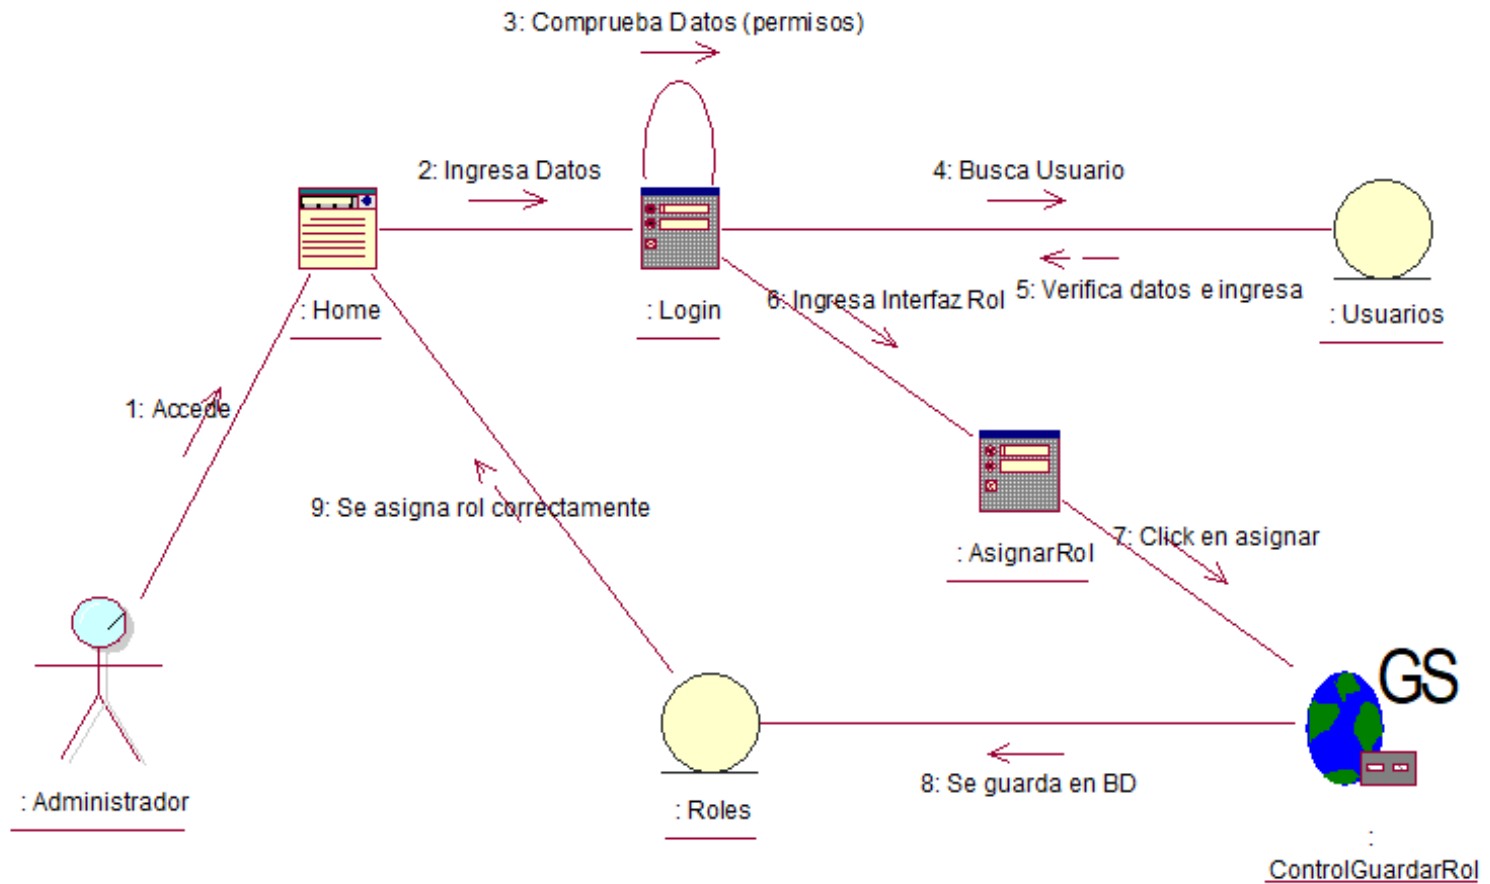 3: Comprueba Datos (permisos)
2: Ingresa Datos
4: Busca Usuario
: Home
: Login
6: Ingresa Interfaz Rol
5: Verifica datos e ingresa
: Usuarios
1: Accede
9: Se asigna rol correctamente
: AsignarRol
7: Click en asignar
GS
: Administrador
: Roles
8: Se guarda en BD
:
ControlGuardarRol